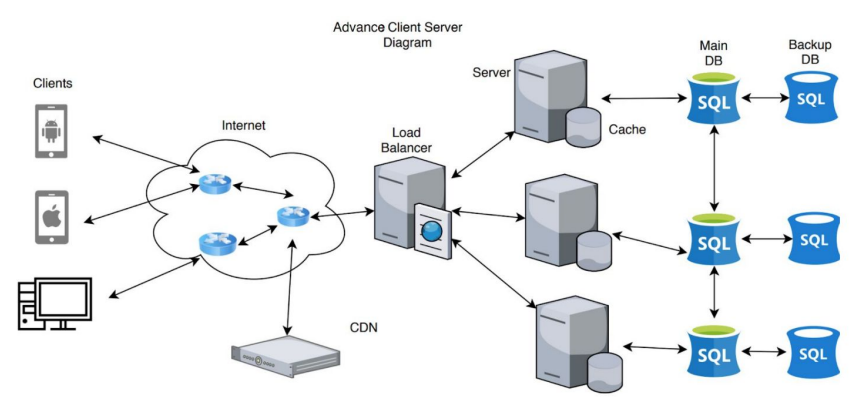 Advance Client Server
Diagram
Clients
Internet
Load
Balancer
Server
Cache
Main
DB
Backup
DB
SQL
SQL
SQL
SQL
SQL
SQL
CDN